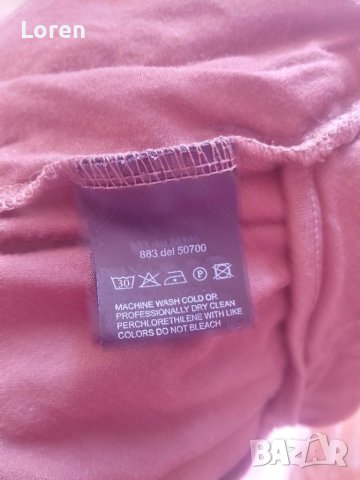 Loren
883 del 50700
30 P
MACHINE WASH COLD OR
PROFESSIONALLY DRY CLEAN
PERCHLORETHILENE WITH LIKE
COLORS DO NOT BLEACH
BAZAR